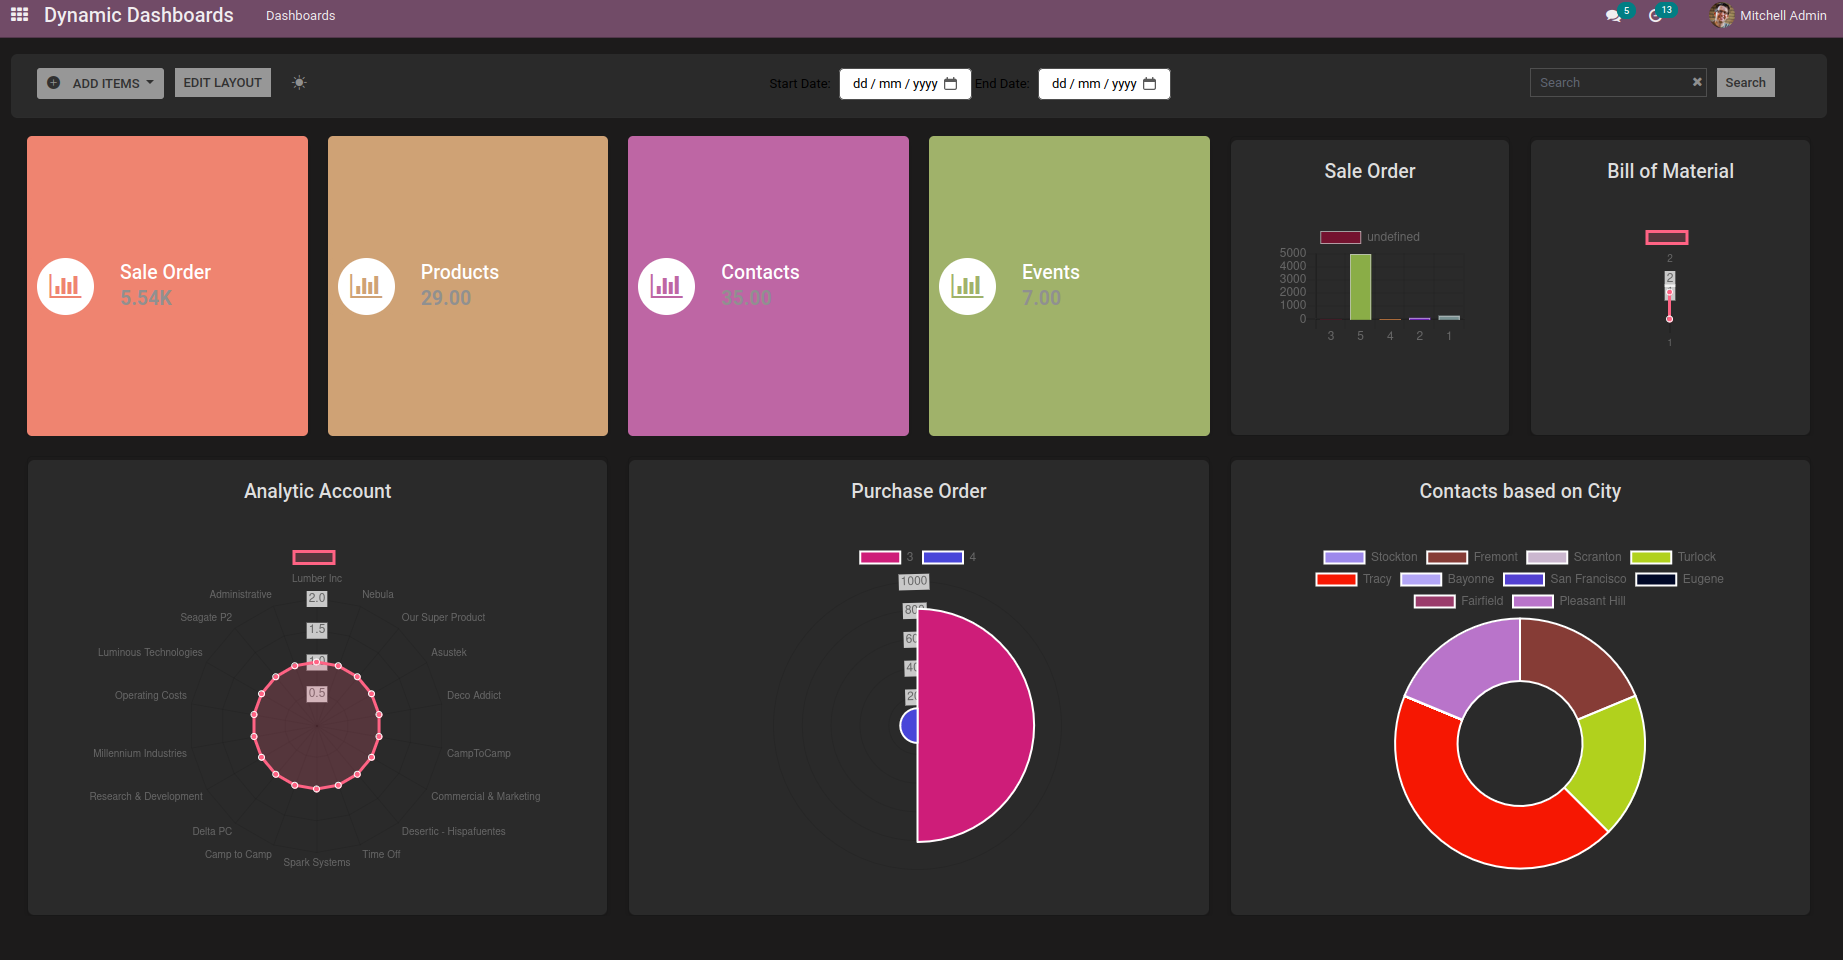 Dynamic Dashboards Dashboards 5 13 Mitchell Admin
ADD ITEMS EDIT LAYOUT Start Date: dd / mm / yyyy End Date: dd / mm / yyyy Search Search
Sale Order
5.54K
Products
29.00
Contacts
35.00
Events
7.00
Sale Order
undefined
5000
4000
3000
2000
1000
0
3 5 4 2 1
Bill of Material
2
2
1
Analytic Account
Lumber Inc
Administrative Nebula
2.0
Seagate P2 Our Super Product
1.5
Luminous Technologies Asustek
1.0
Operating Costs 0.5 Deco Addict
Millennium Industries CampToCamp
Research & Development Commercial & Marketing
Delta PC Desertic - Hispafuentes
Camp to Camp Spark Systems Time Off
Purchase Order
3 4
1000
80
60
40
20
Contacts based on City
Stockton Fremont Scranton Turlock
Tracy Bayonne San Francisco Eugene
Fairfield Pleasant Hill